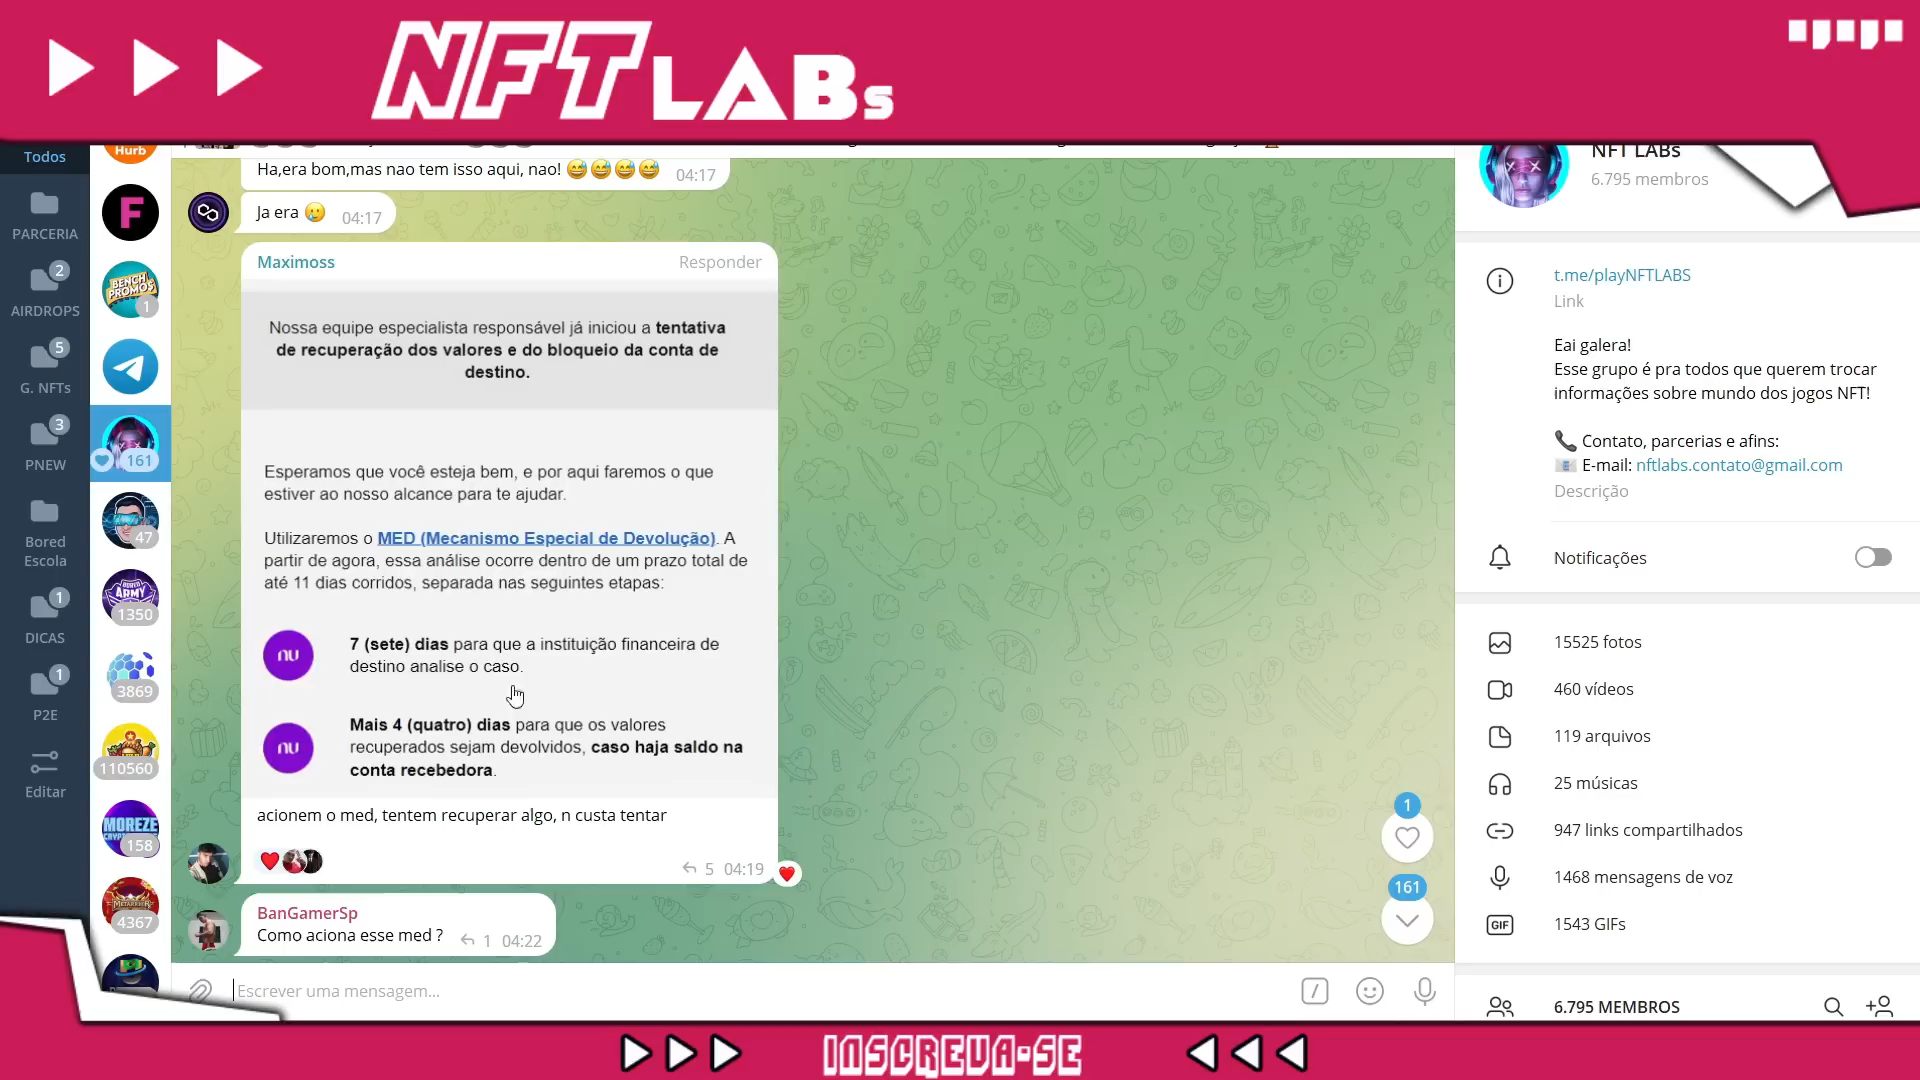 NFT LABs
Hurb
Todos
PARCERIA
2
AIRDROPS
5
G. NFTs
3
PNEW
Bored
Escola
1
DICAS
1
P2E
Editar
F
BENCH
PROMOS
1
161
47
ARMY
1350
3869
110560
MOREZE
158
4367
Ha,era bom,mas nao tem isso aqui, nao! 😅😅😅😅 04:17
Ja era 🥲 04:17
Maximoss Responder
Nossa equipe especialista responsável já iniciou a tentativa
de recuperação dos valores e do bloqueio da conta de
destino.
Esperamos que você esteja bem, e por aqui faremos o que
estiver ao nosso alcance para te ajudar.
Utilizaremos o MED (Mecanismo Especial de Devolução). A
partir de agora, essa análise ocorre dentro de um prazo total de
até 11 dias corridos, separada nas seguintes etapas:
nu
7 (sete) dias para que a instituição financeira de
destino analise o caso.
nu
Mais 4 (quatro) dias para que os valores
recuperados sejam devolvidos, caso haja saldo na
conta recebedora.
acionem o med, tentem recuperar algo, n custa tentar
5 04:19
BanGamerSp
Como aciona esse med ? 1 04:22
1
161
Escrever uma mensagem...
NFT LABs
6.795 membros
t.me/playNFTLABS
Link
Eai galera!
Esse grupo é pra todos que querem trocar
informações sobre mundo dos jogos NFT!
📞 Contato, parcerias e afins:
📧 E-mail: nftlabs.contato@gmail.com
Descrição
Notificações
15525 fotos
460 vídeos
119 arquivos
25 músicas
947 links compartilhados
1468 mensagens de voz
GIF 1543 GIFs
6.795 MEMBROS
INSCREVA-SE